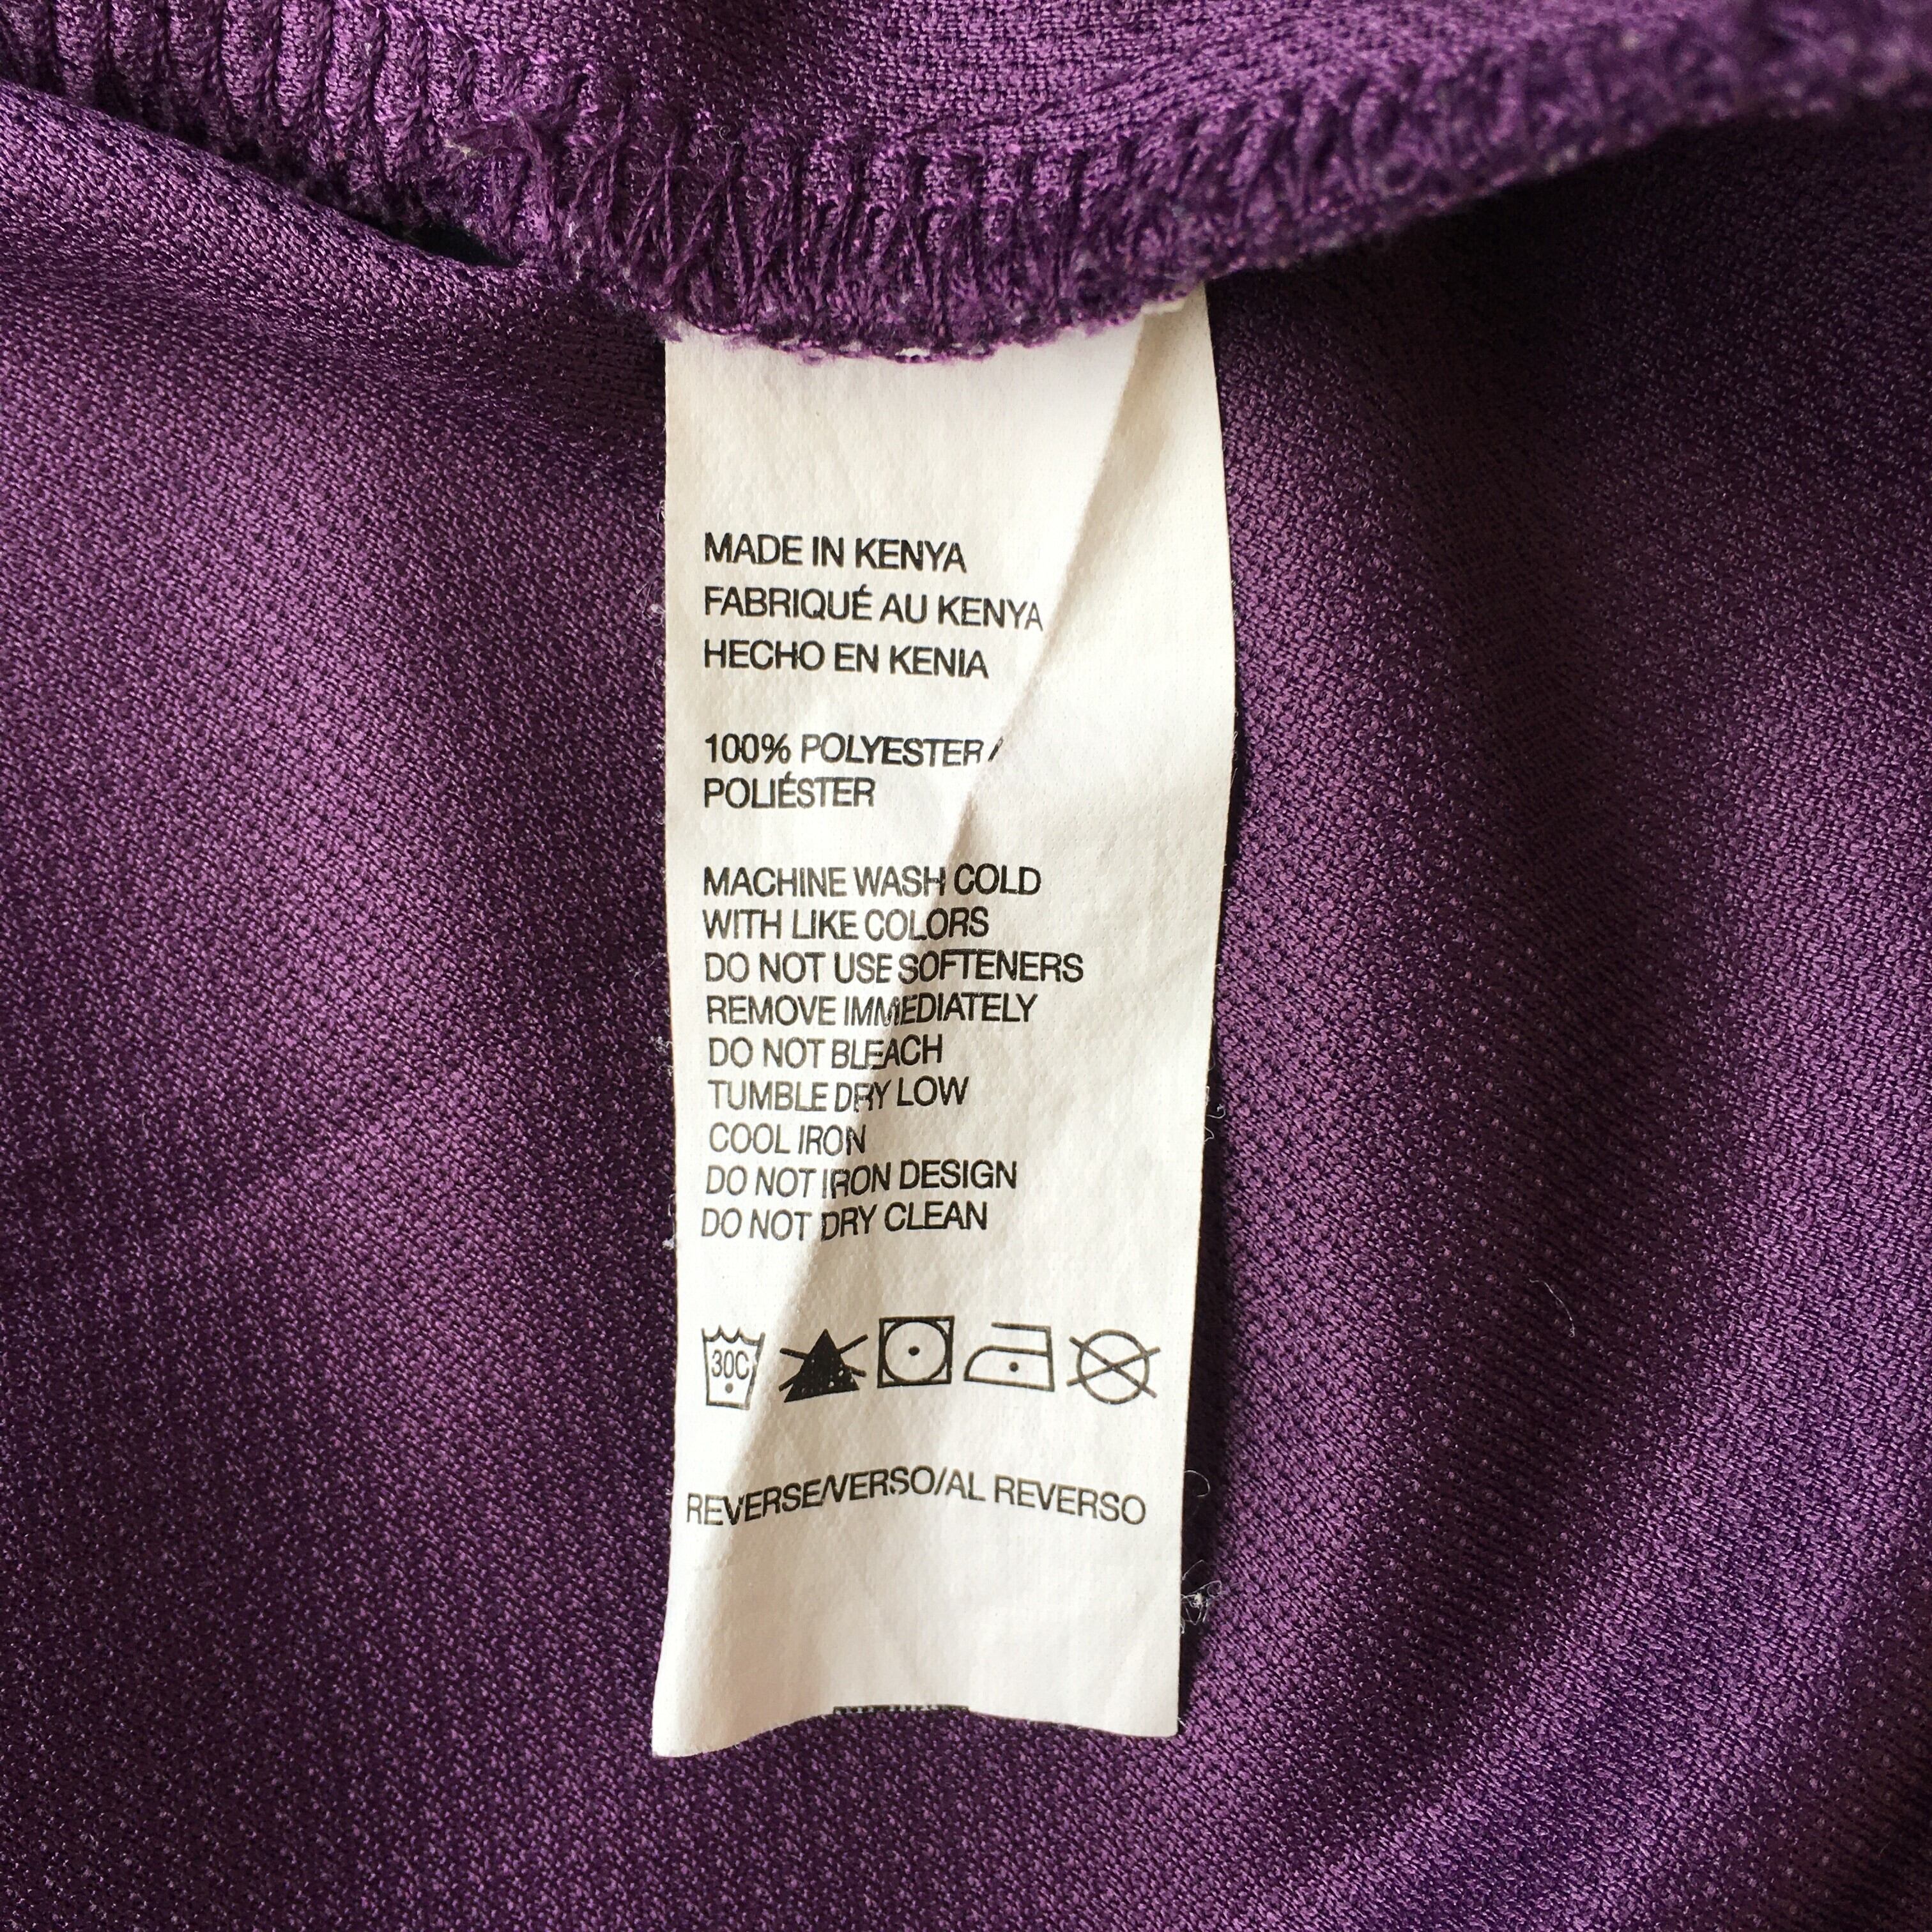 MADE IN KENYA
FABRIQUÉ AU KENYA
HECHO EN KENIA
100% POLYESTER /
POLIÉSTER
MACHINE WASH COLD
WITH LIKE COLORS
DO NOT USE SOFTENERS
REMOVE IMMEDIATELY
DO NOT BLEACH
TUMBLE DRY LOW
COOL IRON
DO NOT IRON DESIGN
DO NOT DRY CLEAN
30C
REVERSE/VERSO/AL REVERSO